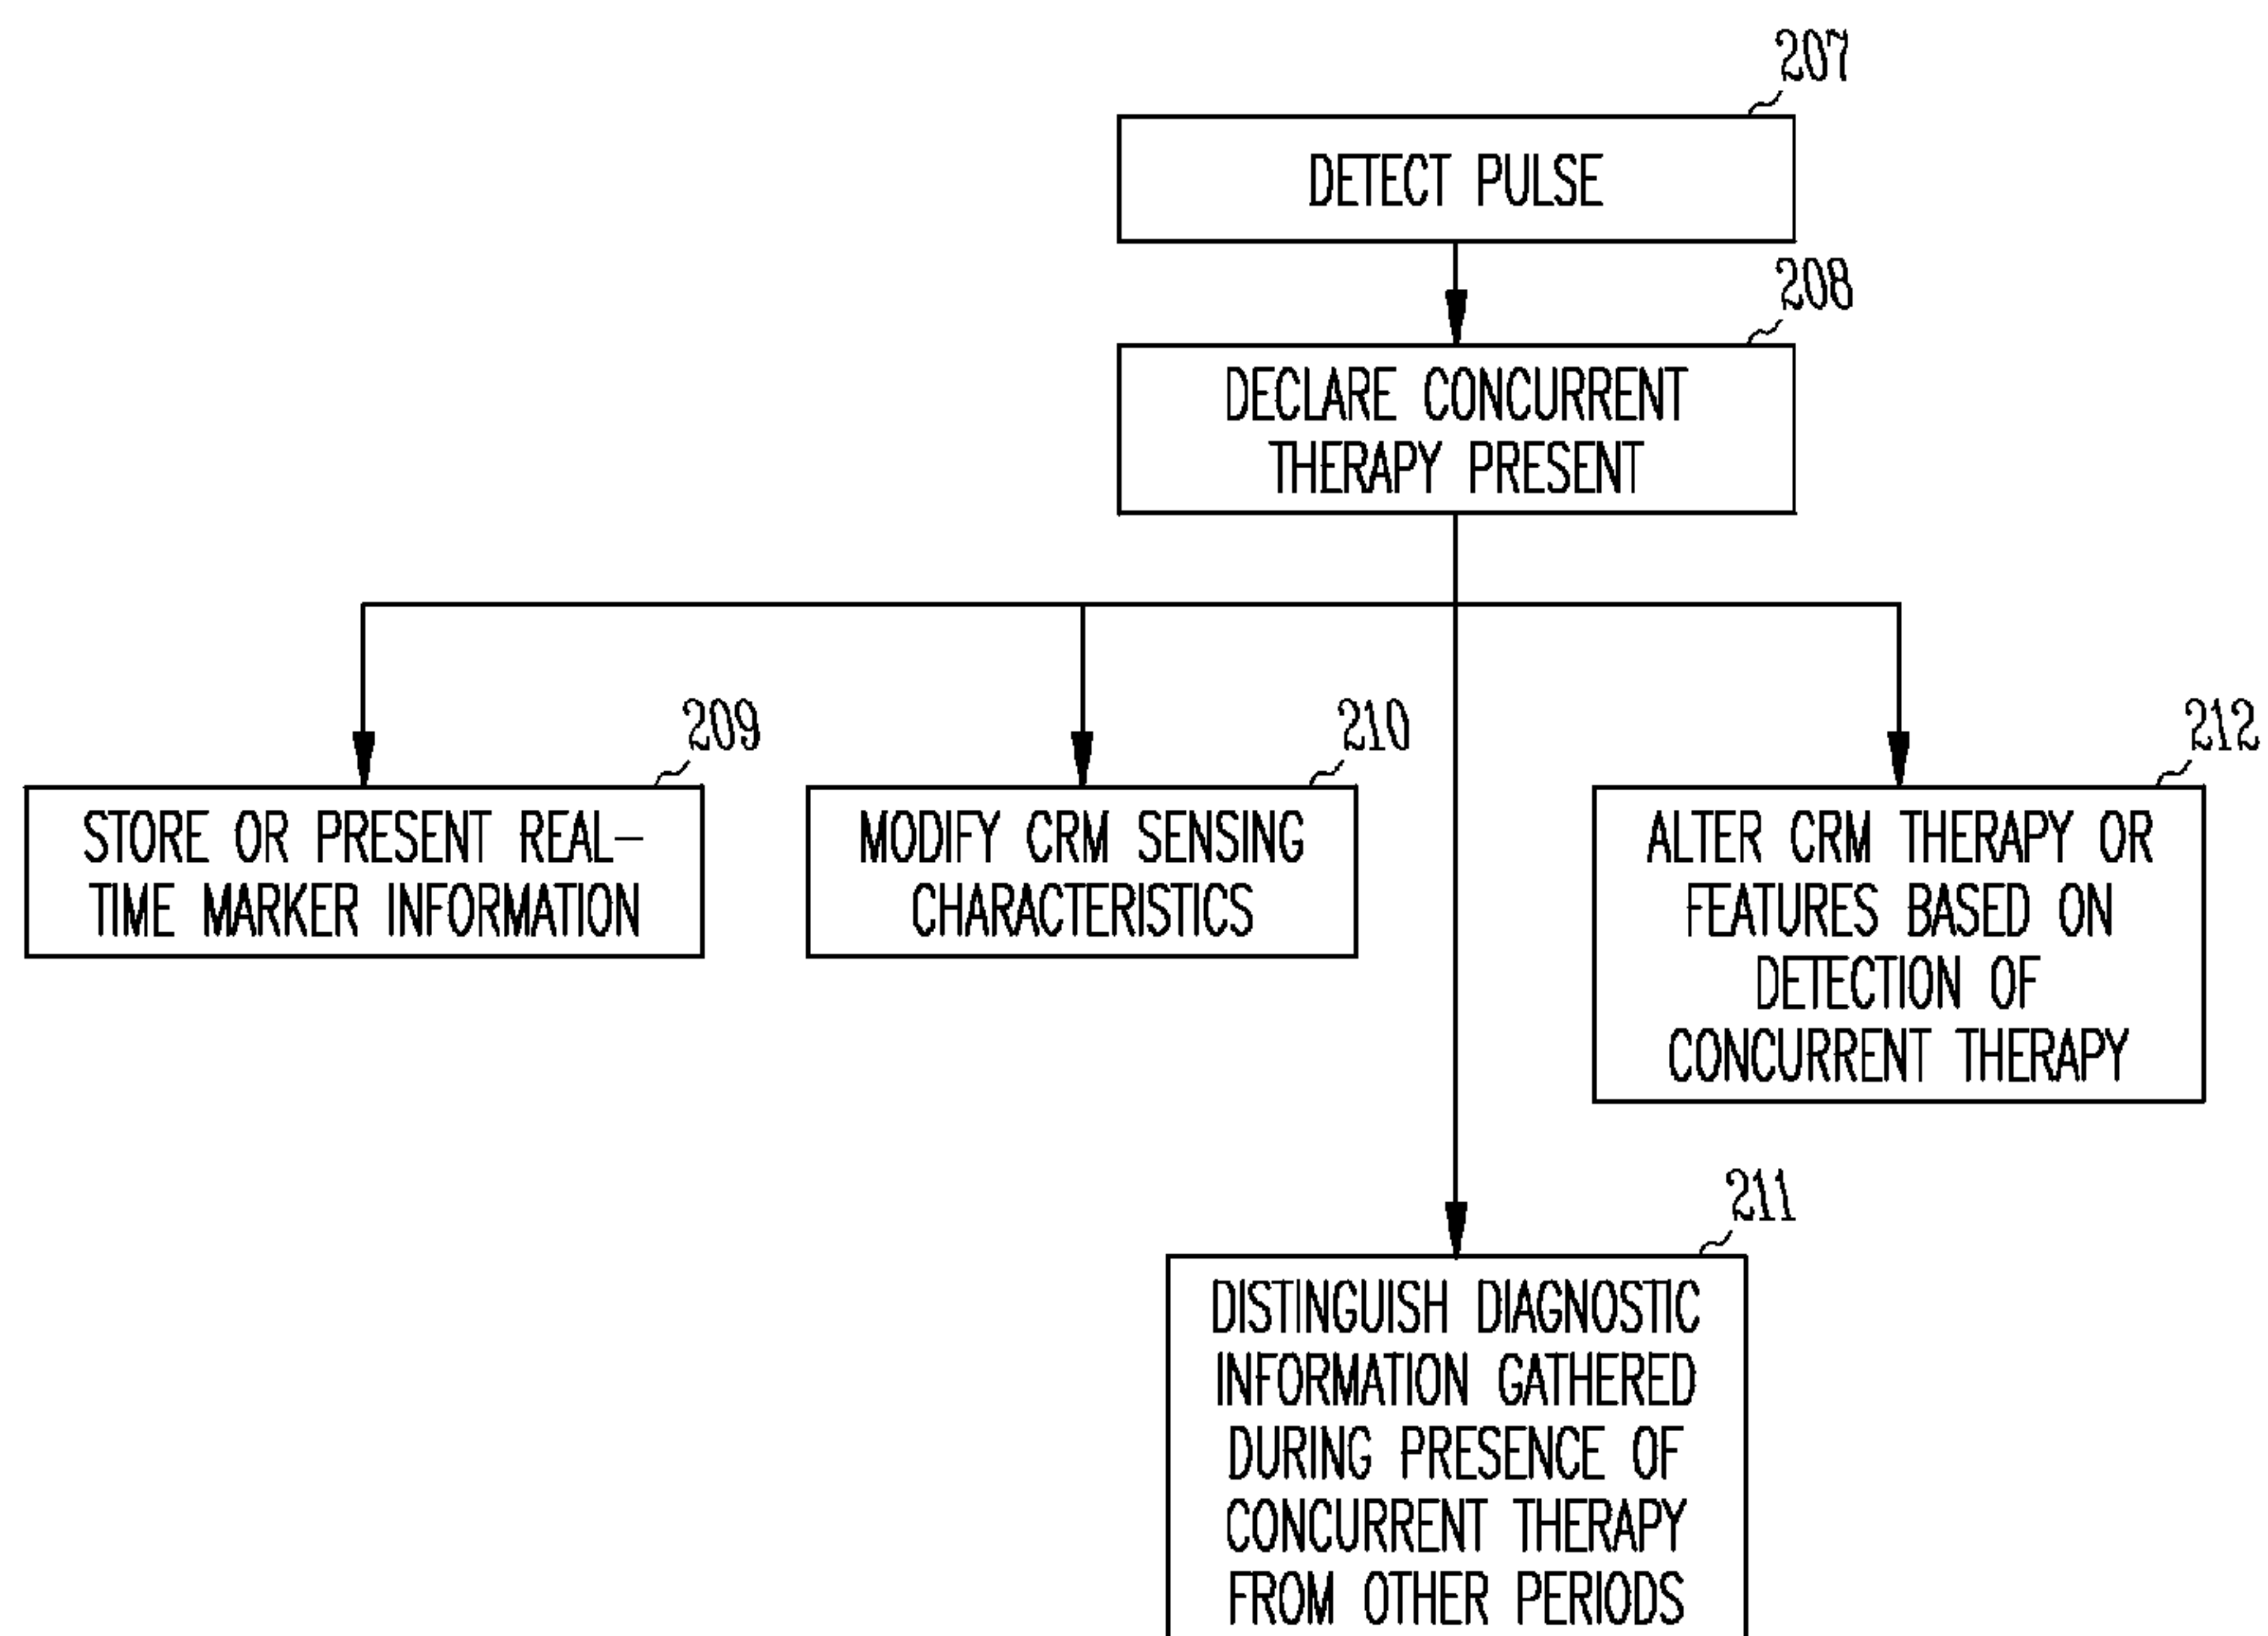 207
DETECT PULSE
208
DECLARE CONCURRENT
THERAPY PRESENT
209
STORE OR PRESENT REAL-
TIME MARKER INFORMATION
210
MODIFY CRM SENSING
CHARACTERISTICS
212
ALTER CRM THERAPY OR
FEATURES BASED ON
DETECTION OF
CONCURRENT THERAPY
211
DISTINGUISH DIAGNOSTIC
INFORMATION GATHERED
DURING PRESENCE OF
CONCURRENT THERAPY
FROM OTHER PERIODS